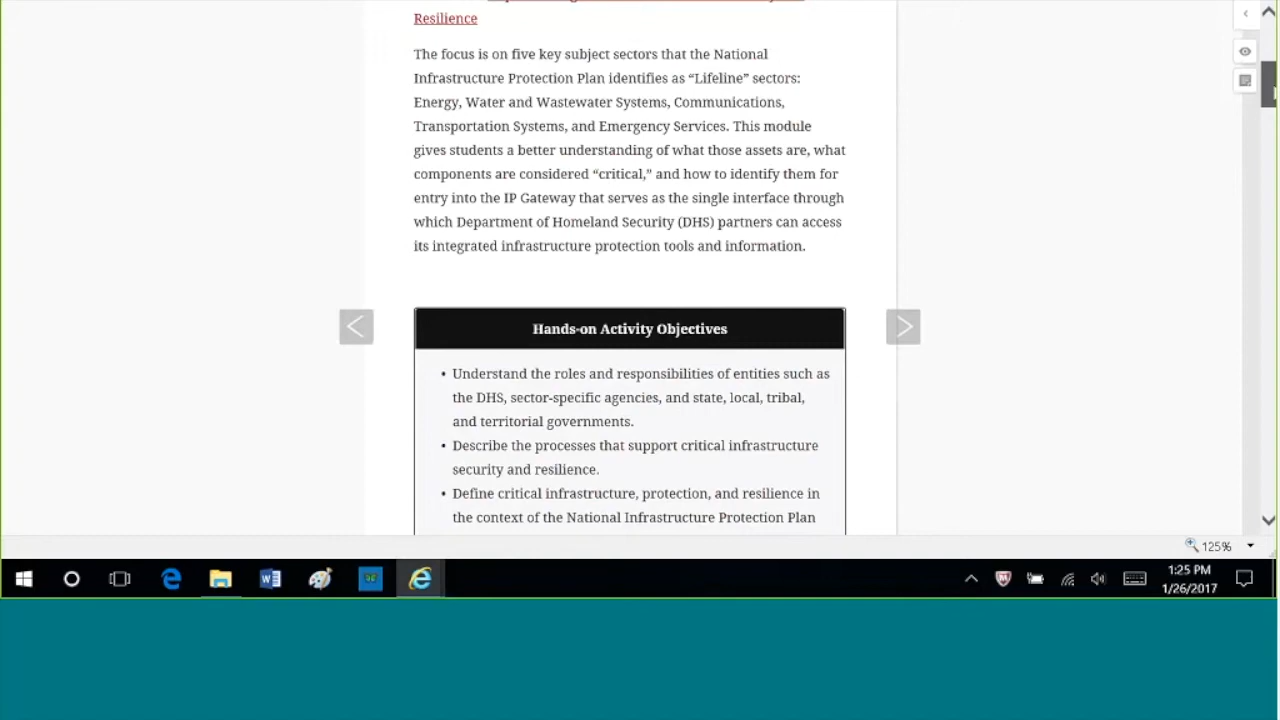 Resilience
The focus is on five key subject sectors that the National
Infrastructure Protection Plan identifies as “Lifeline” sectors:
Energy, Water and Wastewater Systems, Communications,
Transportation Systems, and Emergency Services. This module
gives students a better understanding of what those assets are, what
components are considered “critical,” and how to identify them for
entry into the IP Gateway that serves as the single interface through
which Department of Homeland Security (DHS) partners can access
its integrated infrastructure protection tools and information.
Hands-on Activity Objectives
• Understand the roles and responsibilities of entities such as
the DHS, sector-specific agencies, and state, local, tribal,
and territorial governments.
• Describe the processes that support critical infrastructure
security and resilience.
• Define critical infrastructure, protection, and resilience in
the context of the National Infrastructure Protection Plan
125%
1:25 PM
1/26/2017